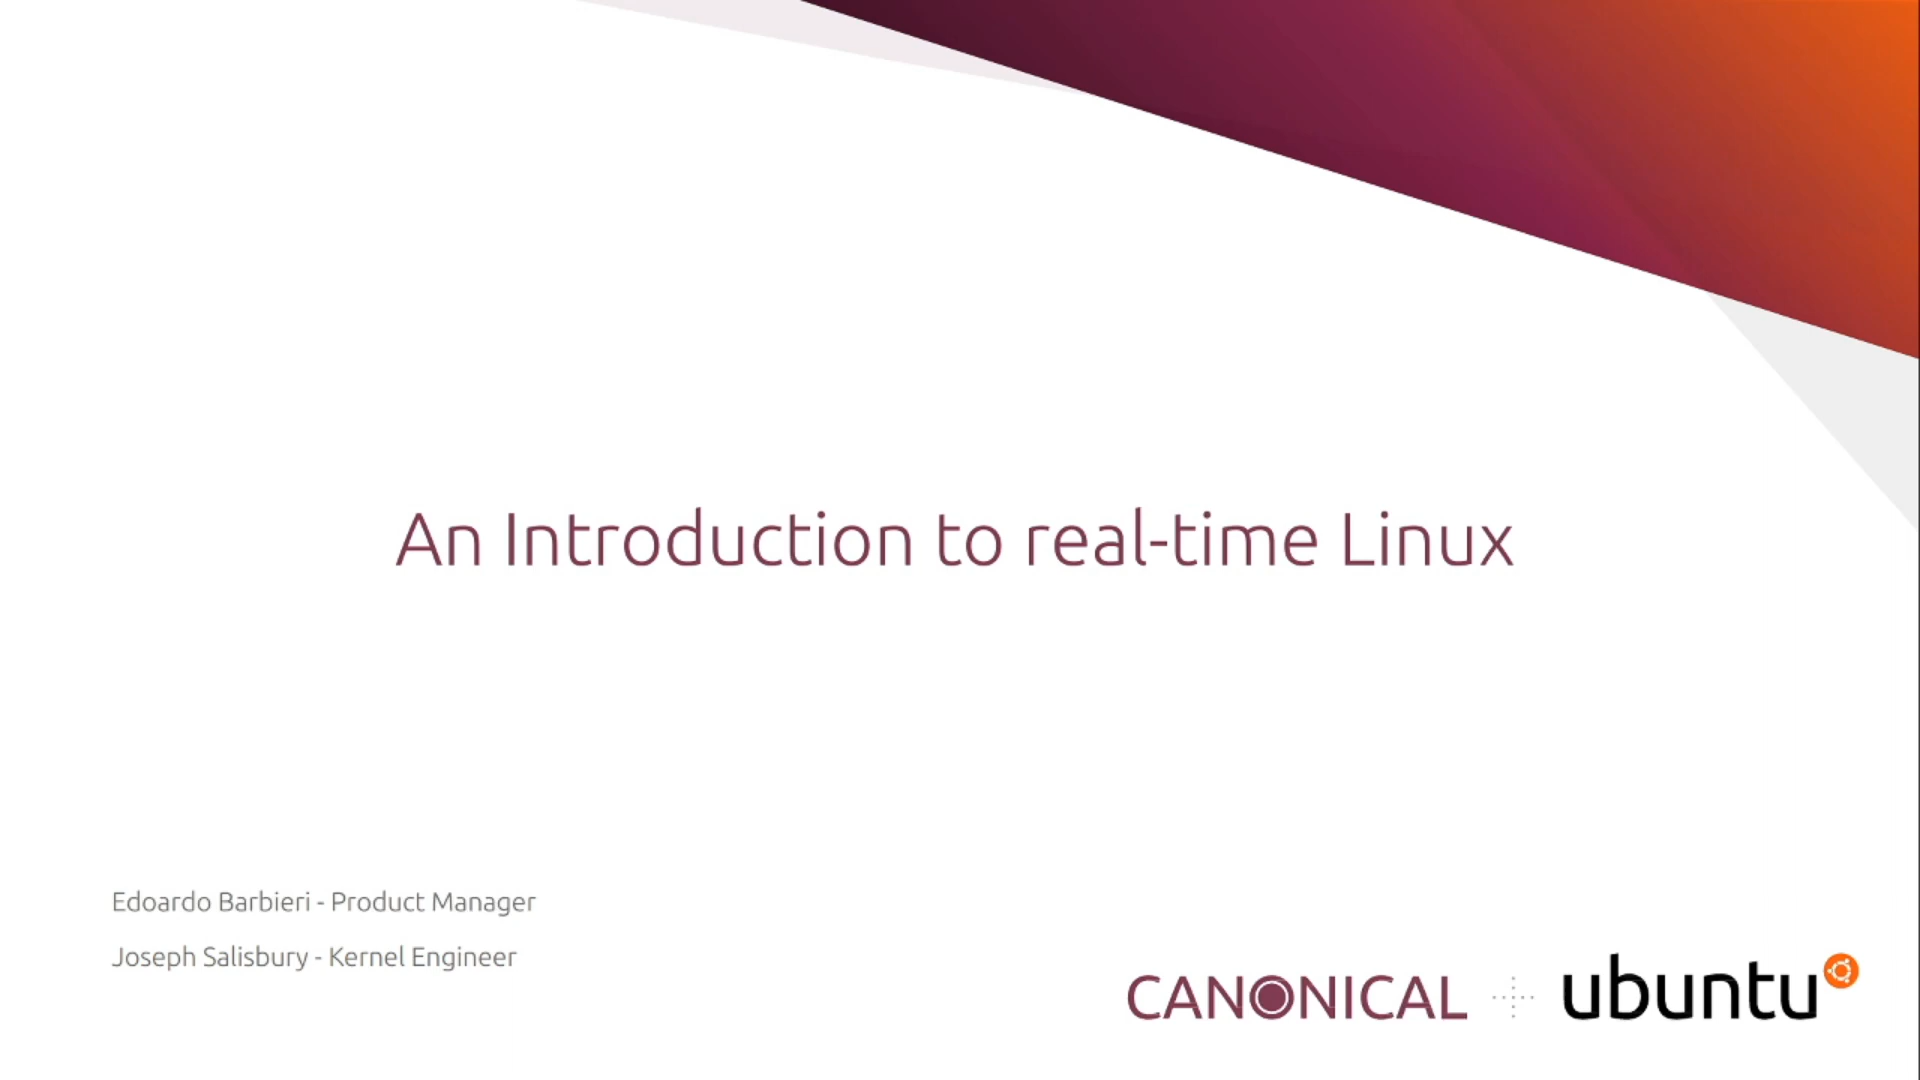 An Introduction to real-time Linux
Edoardo Barbieri - Product Manager
Joseph Salisbury - Kernel Engineer
CANONICAL ubuntu